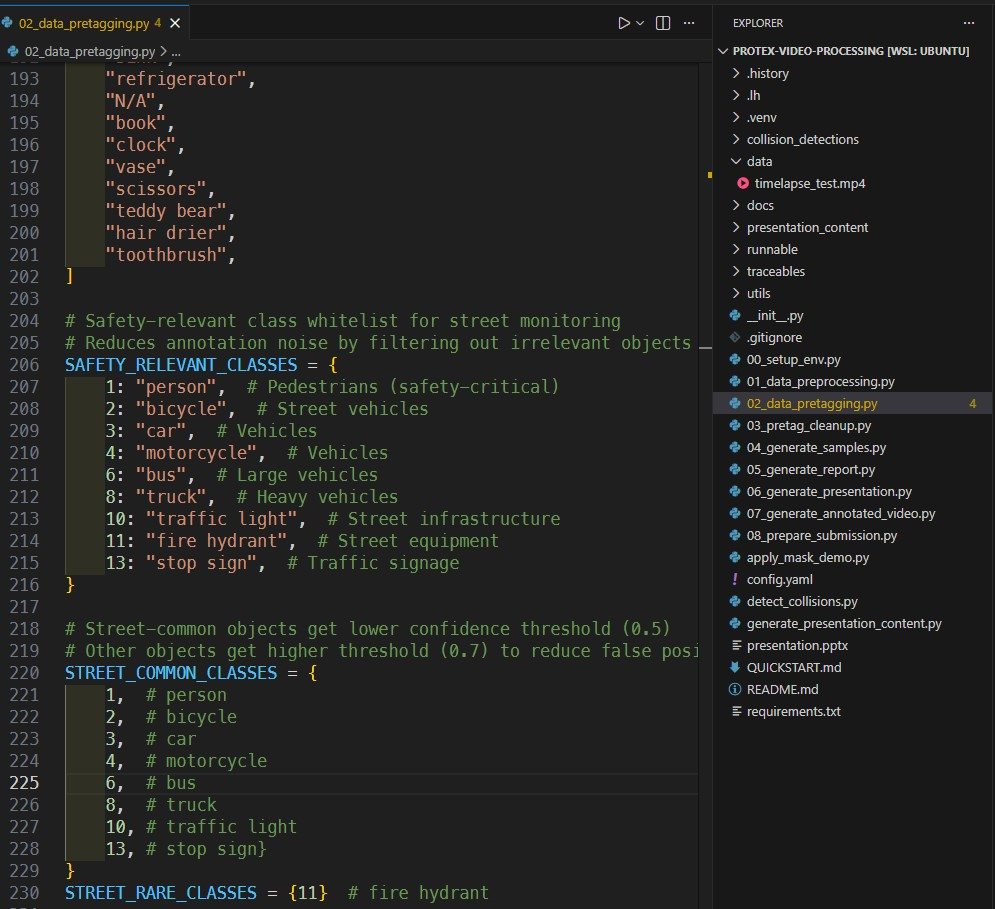 02_data_pretagging.py 4
02_data_pretagging.py > ...
193 "refrigerator",
194 "N/A",
195 "book",
196 "clock",
197 "vase",
198 "scissors",
199 "teddy bear",
200 "hair drier",
201 "toothbrush",
202 ]
203
204 # Safety-relevant class whitelist for street monitoring
205 # Reduces annotation noise by filtering out irrelevant objects
206 SAFETY_RELEVANT_CLASSES = {
207 1: "person",  # Pedestrians (safety-critical)
208 2: "bicycle",  # Street vehicles
209 3: "car",  # Vehicles
210 4: "motorcycle",  # Vehicles
211 6: "bus",  # Large vehicles
212 8: "truck",  # Heavy vehicles
213 10: "traffic light",  # Street infrastructure
214 11: "fire hydrant",  # Street equipment
215 13: "stop sign",  # Traffic signage
216 }
217
218 # Street-common objects get lower confidence threshold (0.5)
219 # Other objects get higher threshold (0.7) to reduce false posi
220 STREET_COMMON_CLASSES = {
221 1,  # person
222 2,  # bicycle
223 3,  # car
224 4,  # motorcycle
225 6,  # bus
226 8,  # truck
227 10, # traffic light
228 13, # stop sign}
229 }
230 STREET_RARE_CLASSES = {11}  # fire hydrant
EXPLORER
PROTEX-VIDEO-PROCESSING [WSL: UBUNTU]
.history
.lh
.venv
collision_detections
data
timelapse_test.mp4
docs
presentation_content
runnable
traceables
utils
__init__.py
.gitignore
00_setup_env.py
01_data_preprocessing.py
02_data_pretagging.py 4
03_pretag_cleanup.py
04_generate_samples.py
05_generate_report.py
06_generate_presentation.py
07_generate_annotated_video.py
08_prepare_submission.py
apply_mask_demo.py
config.yaml
detect_collisions.py
generate_presentation_content.py
presentation.pptx
QUICKSTART.md
README.md
requirements.txt